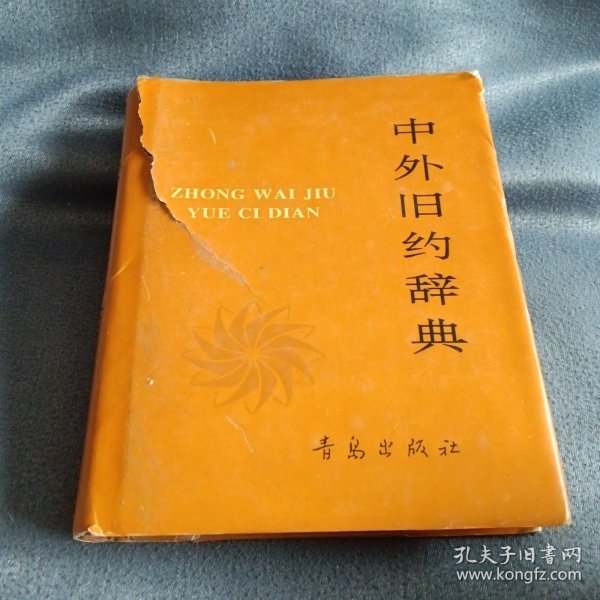 中外旧约辞典
ZHONG WAI JIU
YUE CI DIAN
青岛出版社
孔夫子旧書网
www.kongfz.com